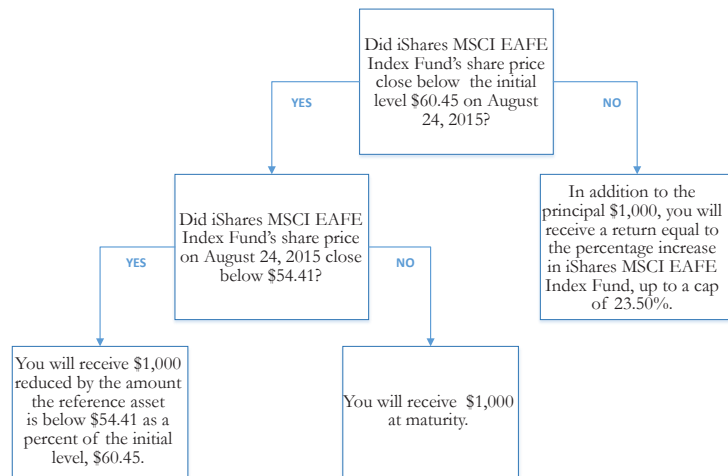 Did iShares MSCI EAFE
Index Fund's share price
close below the initial
level $60.45 on August
24, 2015?
YES
NO
Did iShares MSCI EAFE
Index Fund's share price
on August 24, 2015 close
below $54.41?
In addition to the
principal $1,000, you will
receive a return equal to
the percentage increase
in iShares MSCI EAFE
Index Fund, up to a cap
of 23.50%.
YES
NO
You will receive $1,000
reduced by the amount
the reference asset
is below $54.41 as a
percent of the initial
level, $60.45.
You will receive $1,000
at maturity.